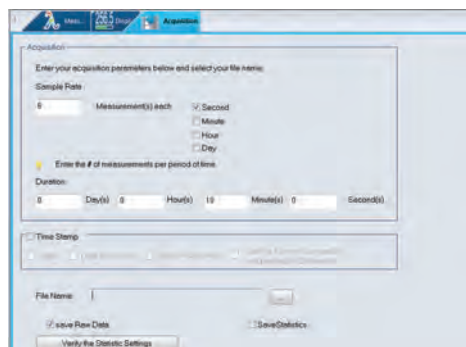 Meas...
Displ
Acquisition
Acquisition
Enter your acquisition parameters below and select your file name:
Sample Rate
Measurement(s) each
Second
Minute
Hour
Day
Enter the # of measurements per period of time.
Duration:
0 Day(s) 0 Hour(s) 10 Minute(s) 0 Second(s)
Time Stamp
File Name:
...
save Raw Data
SaveStatistics
Verify the Statistic Settings